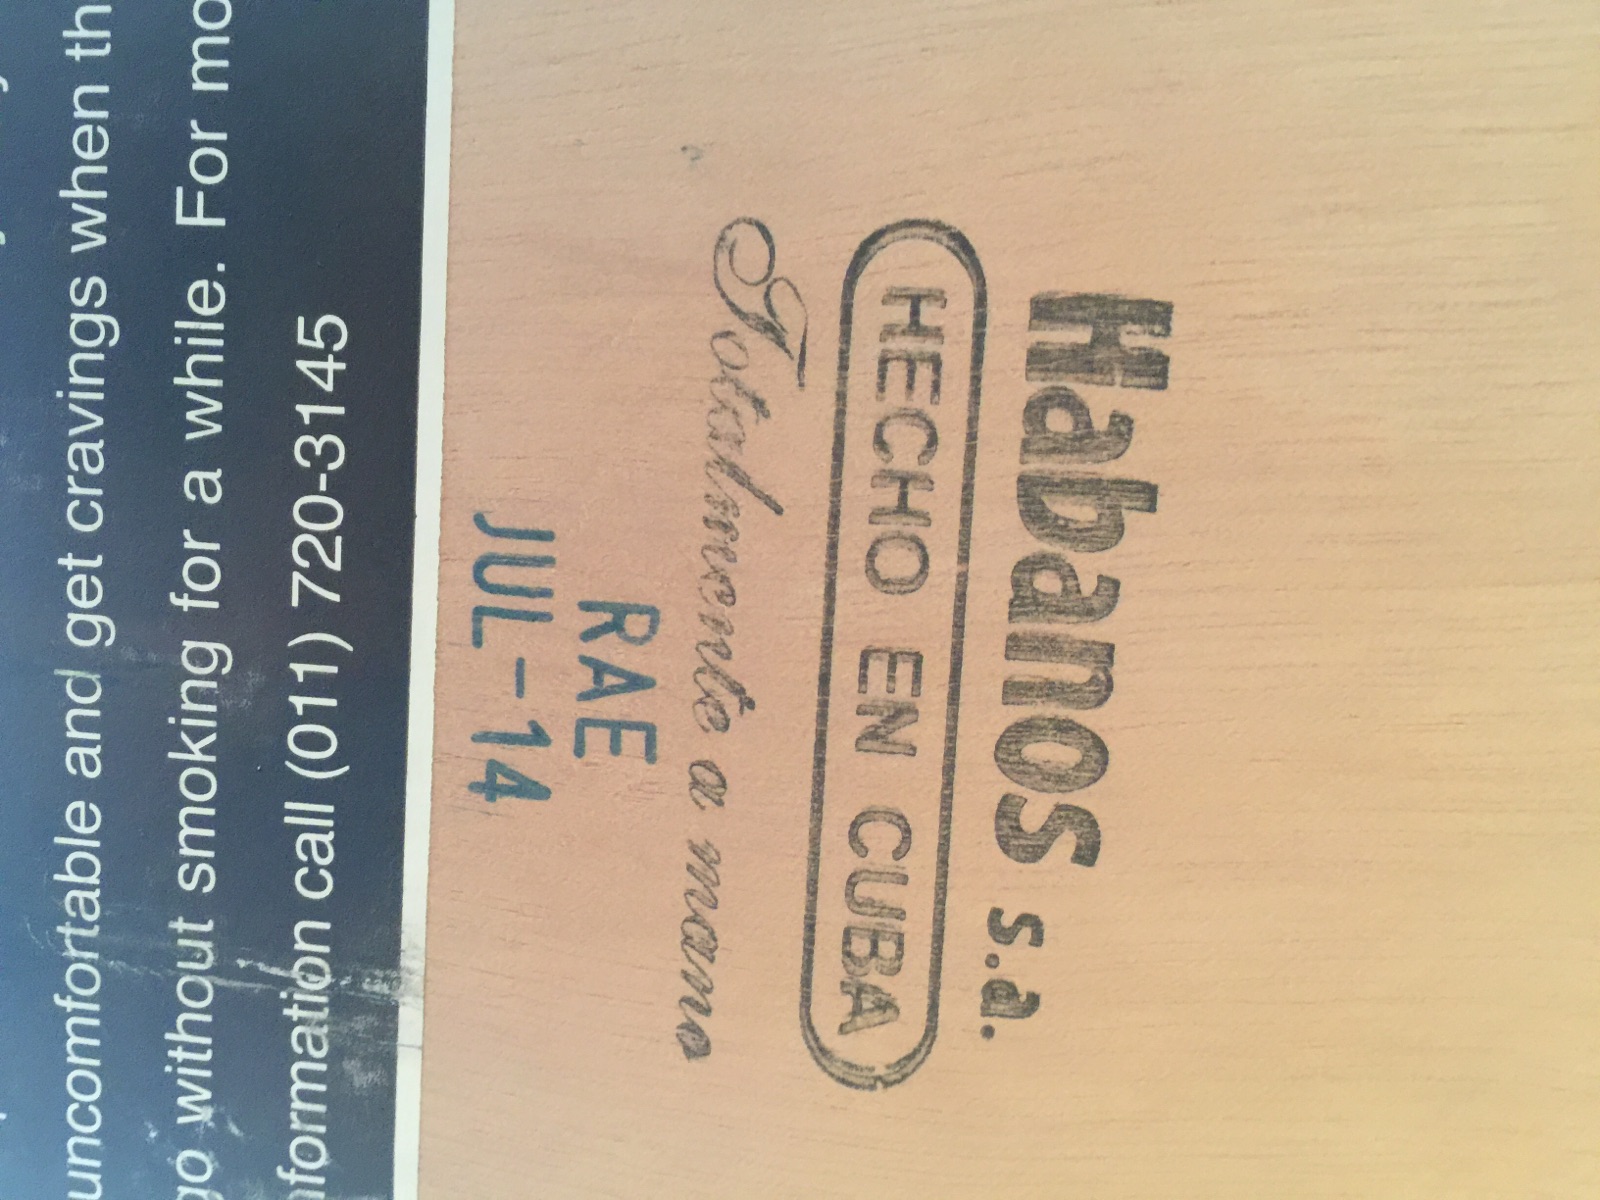 Habanos s.a.
HECHO EN CUBA
Totalmente a mano
RAE
JUL-14
uncomfortable and get cravings when th
go without smoking for a while. For mo
nformation call (011) 720-3145